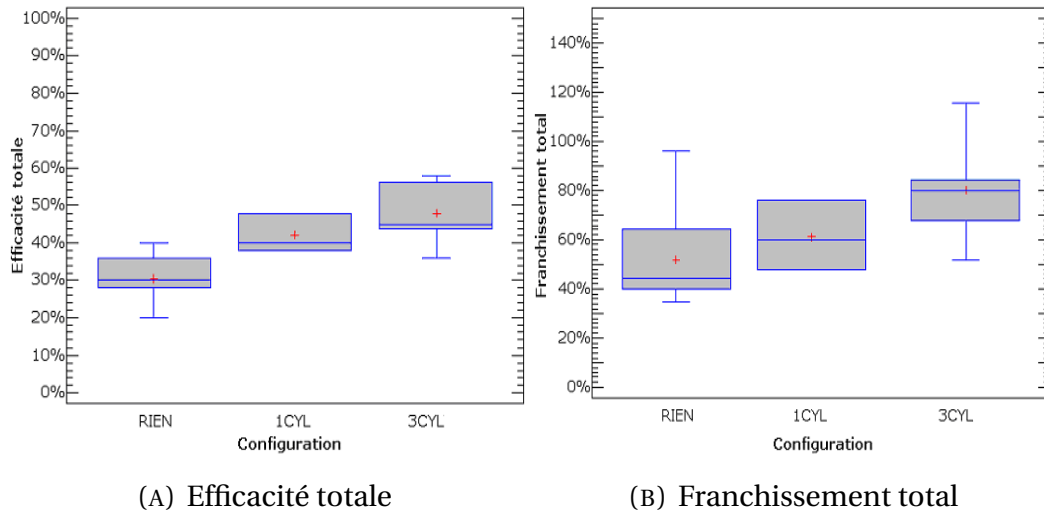 100%
90%
80%
70%
60%
50%
40%
30%
20%
10%
0%
Efficacité totale
RIEN 1CYL 3CYL
Configuration
(A) Efficacité totale
140%
120%
100%
80%
60%
40%
20%
0%
Franchissement total
RIEN 1CYL 3CYL
Configuration
(B) Franchissement total